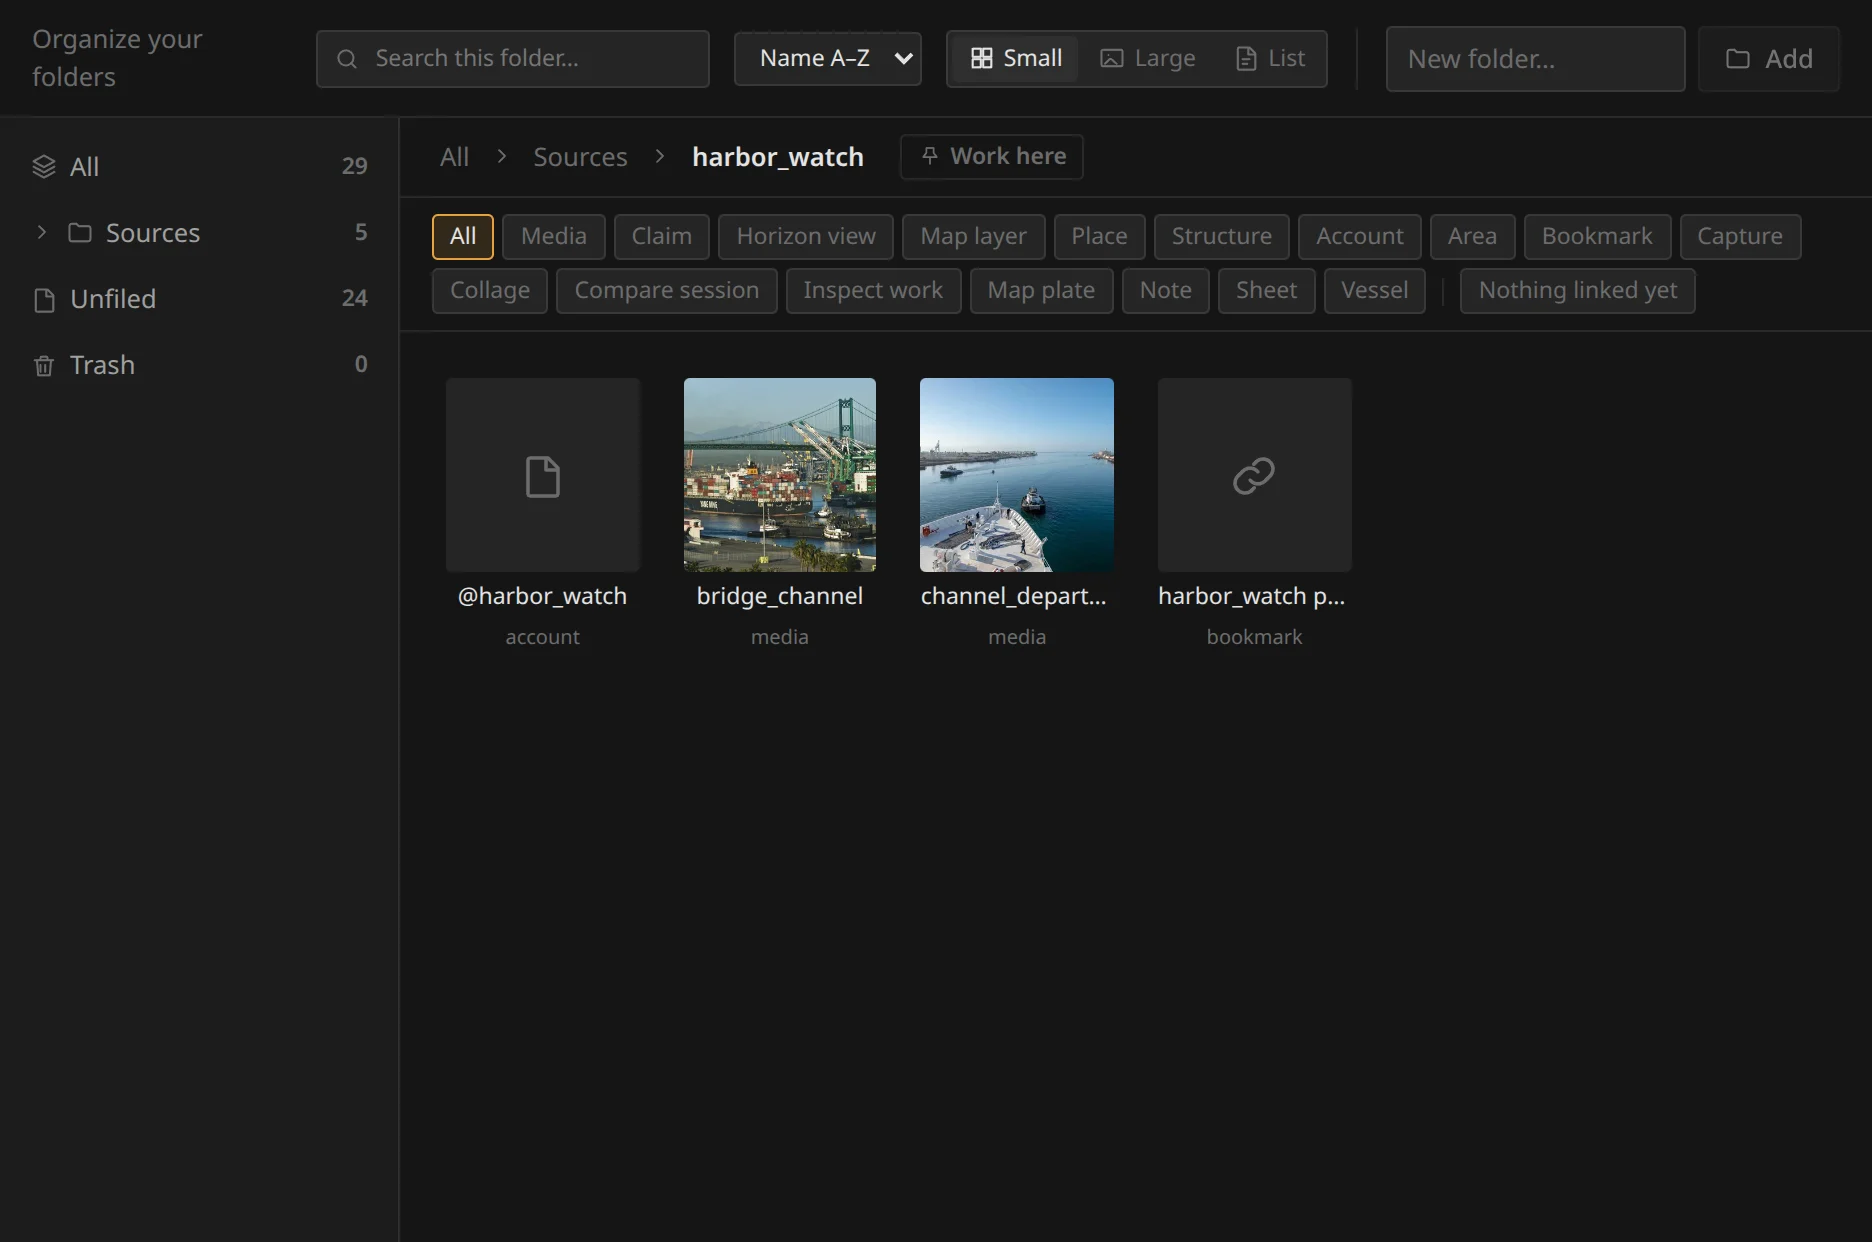 Organize your
folders
Search this folder...
Name A–Z
Small
Large
List
New folder...
Add
All 29
Sources 5
Unfiled 24
Trash 0
All > Sources > harbor_watch
Work here
All Media Claim Horizon view Map layer Place Structure Account Area Bookmark Capture
Collage Compare session Inspect work Map plate Note Sheet Vessel Nothing linked yet
@harbor_watch
account
bridge_channel
media
channel_depart...
media
harbor_watch p...
bookmark